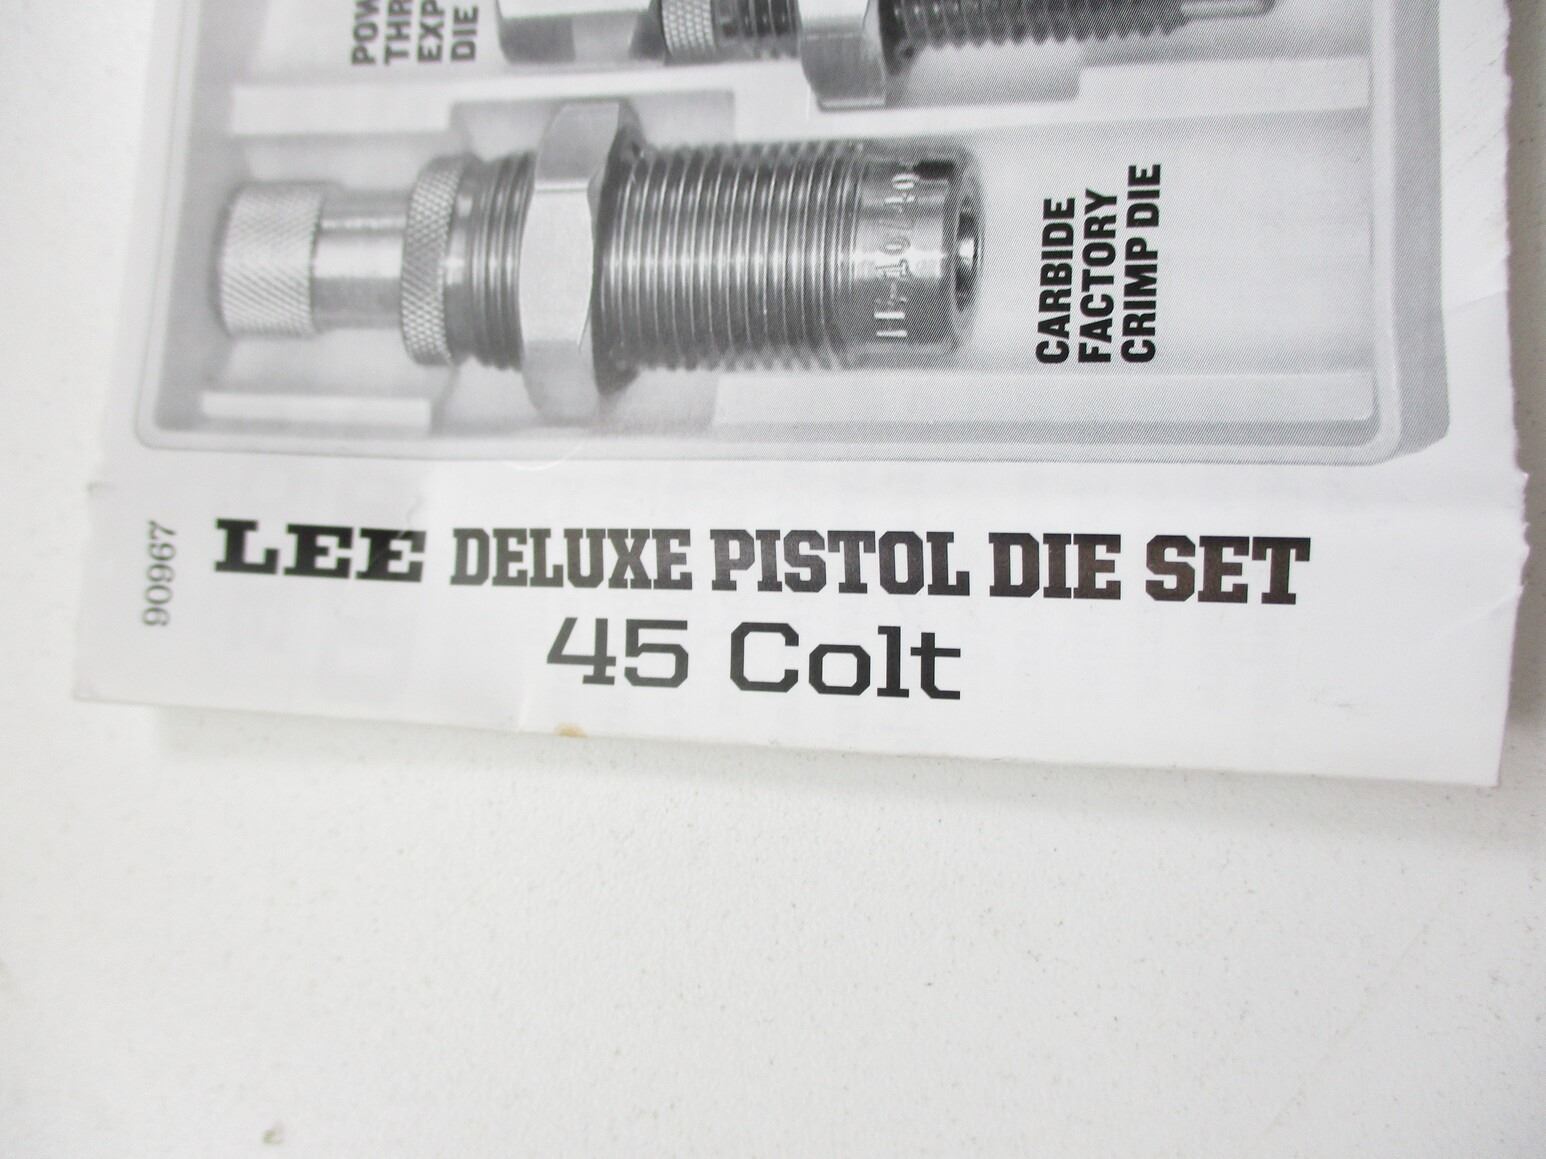 POW
THR
EXP
DIE
CARBIDE
FACTORY
CRIMP DIE
90967
LEE DELUXE PISTOL DIE SET
45 Colt